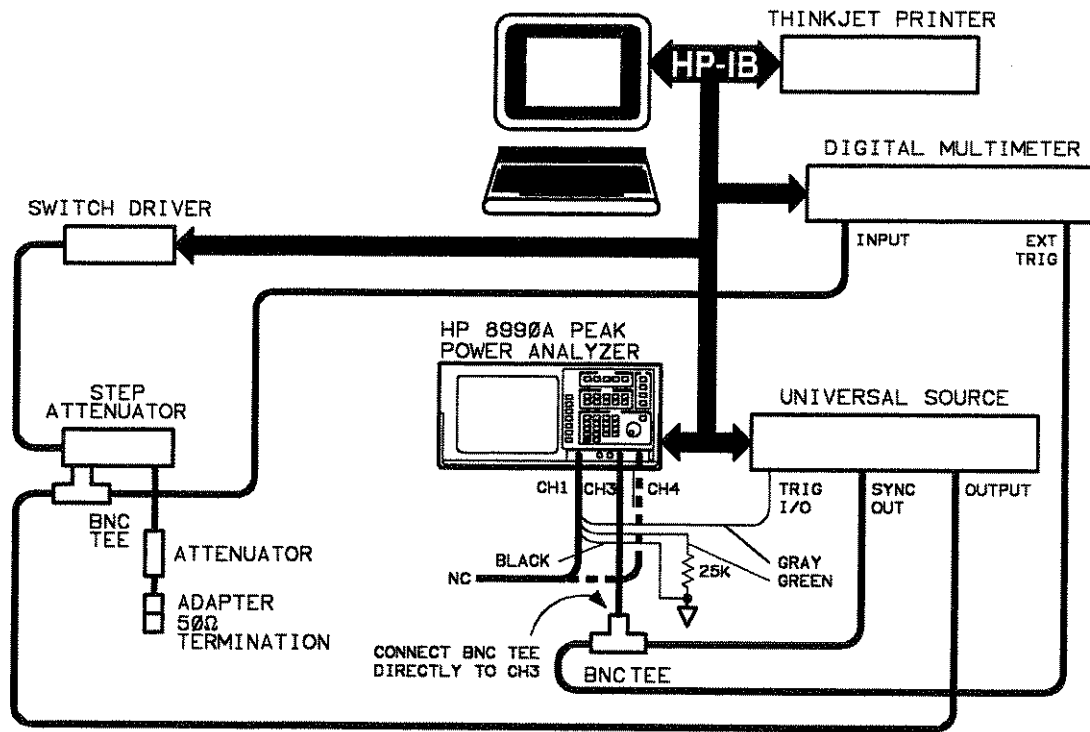 THINKJET PRINTER
HP-IB
DIGITAL MULTIMETER
SWITCH DRIVER
INPUT
EXT
TRIG
HP 8990A PEAK
POWER ANALYZER
STEP
ATTENUATOR
UNIVERSAL SOURCE
CH1
CH3
CH4
TRIG
I/O
SYNC
OUT
OUTPUT
BNC
TEE
ATTENUATOR
BLACK
GRAY
GREEN
25K
NC
ADAPTER
50Ω
TERMINATION
CONNECT BNC TEE
DIRECTLY TO CH3
BNC TEE